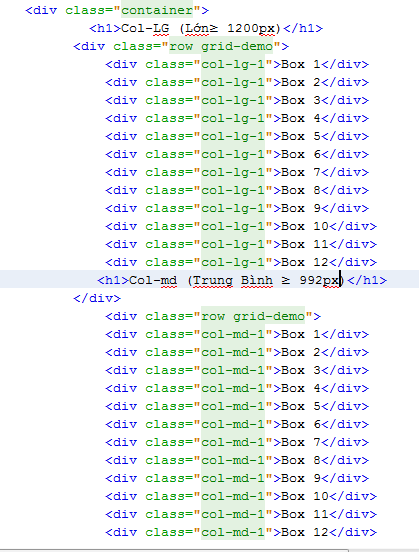 <div class="container">
<h1>Col-LG (Lớn≥ 1200px)</h1>
<div class="row grid-demo">
<div class="col-lg-1">Box 1</div>
<div class="col-lg-1">Box 2</div>
<div class="col-lg-1">Box 3</div>
<div class="col-lg-1">Box 4</div>
<div class="col-lg-1">Box 5</div>
<div class="col-lg-1">Box 6</div>
<div class="col-lg-1">Box 7</div>
<div class="col-lg-1">Box 8</div>
<div class="col-lg-1">Box 9</div>
<div class="col-lg-1">Box 10</div>
<div class="col-lg-1">Box 11</div>
<div class="col-lg-1">Box 12</div>
<h1>Col-md (Trung Bình ≥ 992px)</h1>
</div>
<div class="row grid-demo">
<div class="col-md-1">Box 1</div>
<div class="col-md-1">Box 2</div>
<div class="col-md-1">Box 3</div>
<div class="col-md-1">Box 4</div>
<div class="col-md-1">Box 5</div>
<div class="col-md-1">Box 6</div>
<div class="col-md-1">Box 7</div>
<div class="col-md-1">Box 8</div>
<div class="col-md-1">Box 9</div>
<div class="col-md-1">Box 10</div>
<div class="col-md-1">Box 11</div>
<div class="col-md-1">Box 12</div>